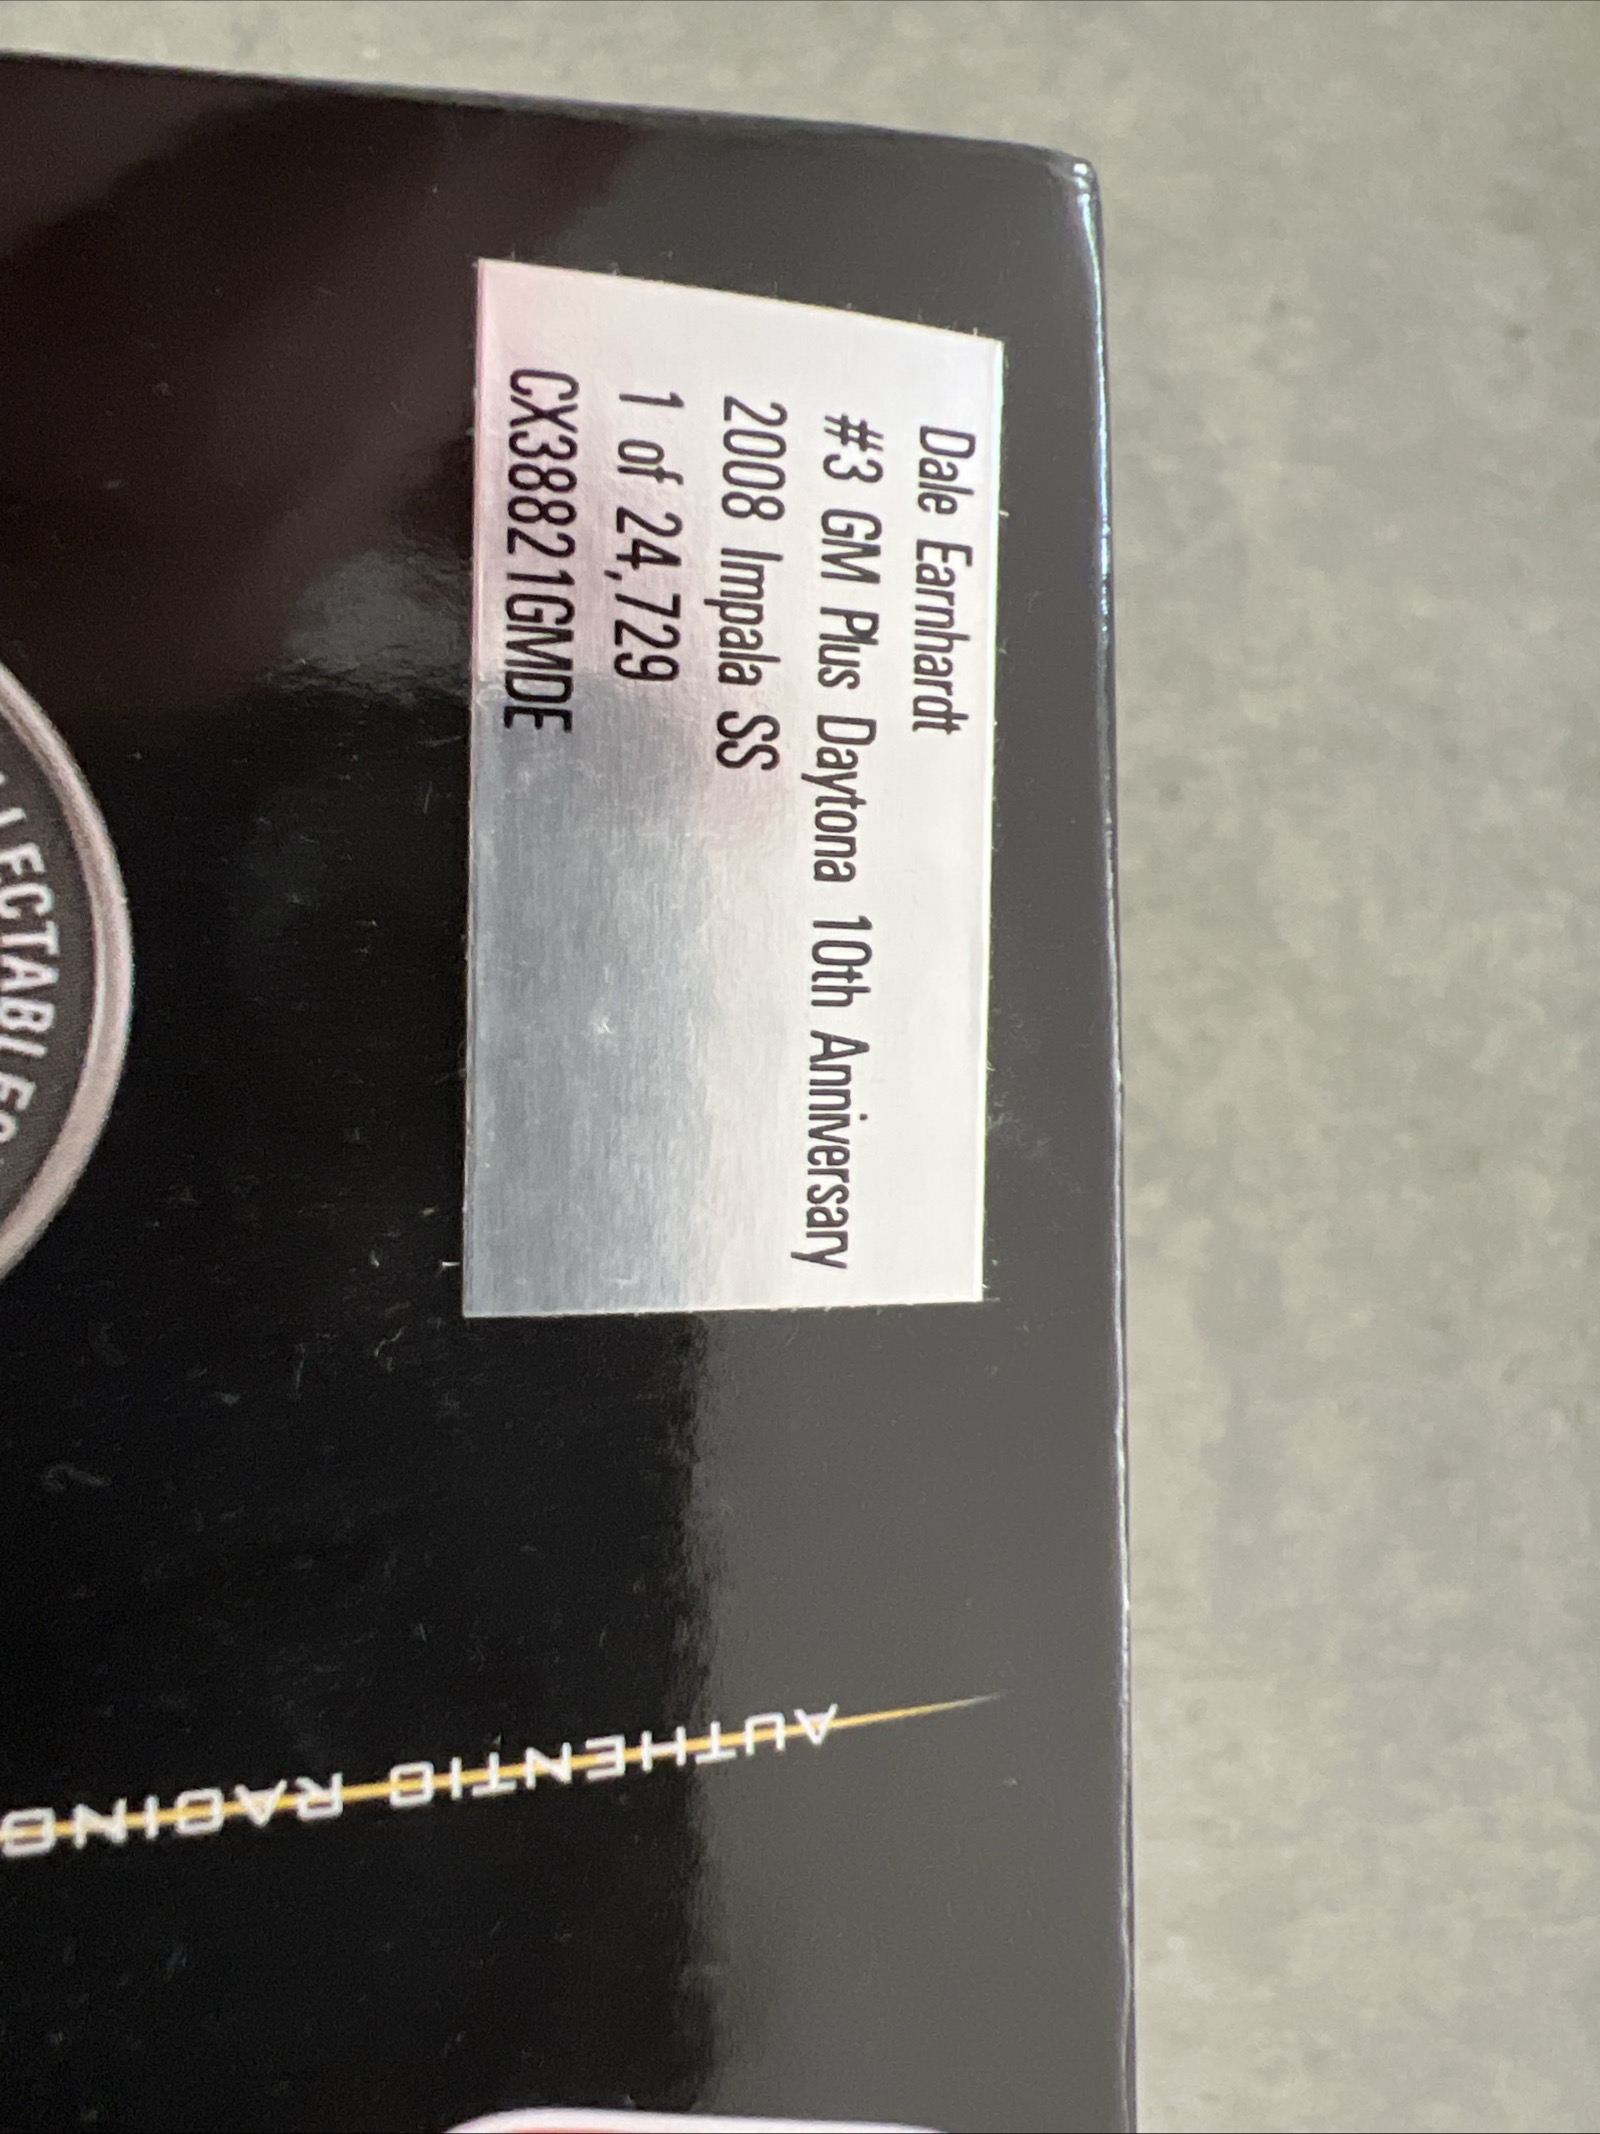 Dale Earnhardt
#3 GM Plus Daytona 10th Anniversary
2008 Impala SS
1 of 24,729
CX38821GMDE
AUTHENTIC RACING